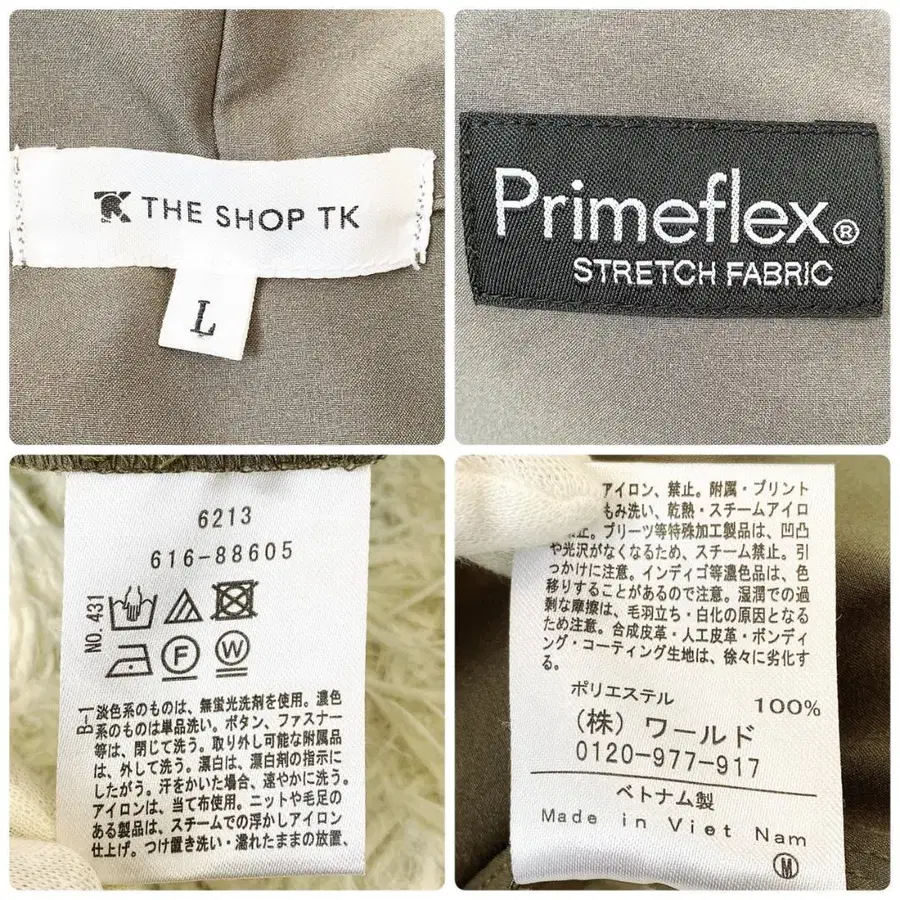 TK THE SHOP TK
L
Primeflex®
STRETCH FABRIC
6213
616-88605
NO. 431
F
W
B-1
淡色系のものは、無蛍光洗剤を使用。濃色
系のものは単品洗い。ボタン、ファスナー
等は、閉じて洗う。取り外し可能な附属品
は、外して洗う。漂白は、漂白剤の指示に
したがう。汗をかいた場合、速やかに洗う。
アイロンは、当て布使用。ニットや毛足の
ある製品は、スチームでの浮かしアイロン
仕上げ。つけ置き洗い・濡れたままの放置、
アイロン、禁止。附属・プリント
もみ洗い、乾熱・スチームアイロ
禁止。プリーツ等特殊加工製品は、凹凸
や光沢がなくなるため、スチーム禁止。引
っかけに注意。インディゴ等濃色品は、色
移りすることがあるので注意。湿潤での過
剰な摩擦は、毛羽立ち・白化の原因となる
ため注意。合成皮革・人工皮革・ボンディ
ング・コーティング生地は、徐々に劣化す
る。
ポリエステル 100%
(株) ワールド
0120-977-917
ベトナム製
Made in Viet Nam
M